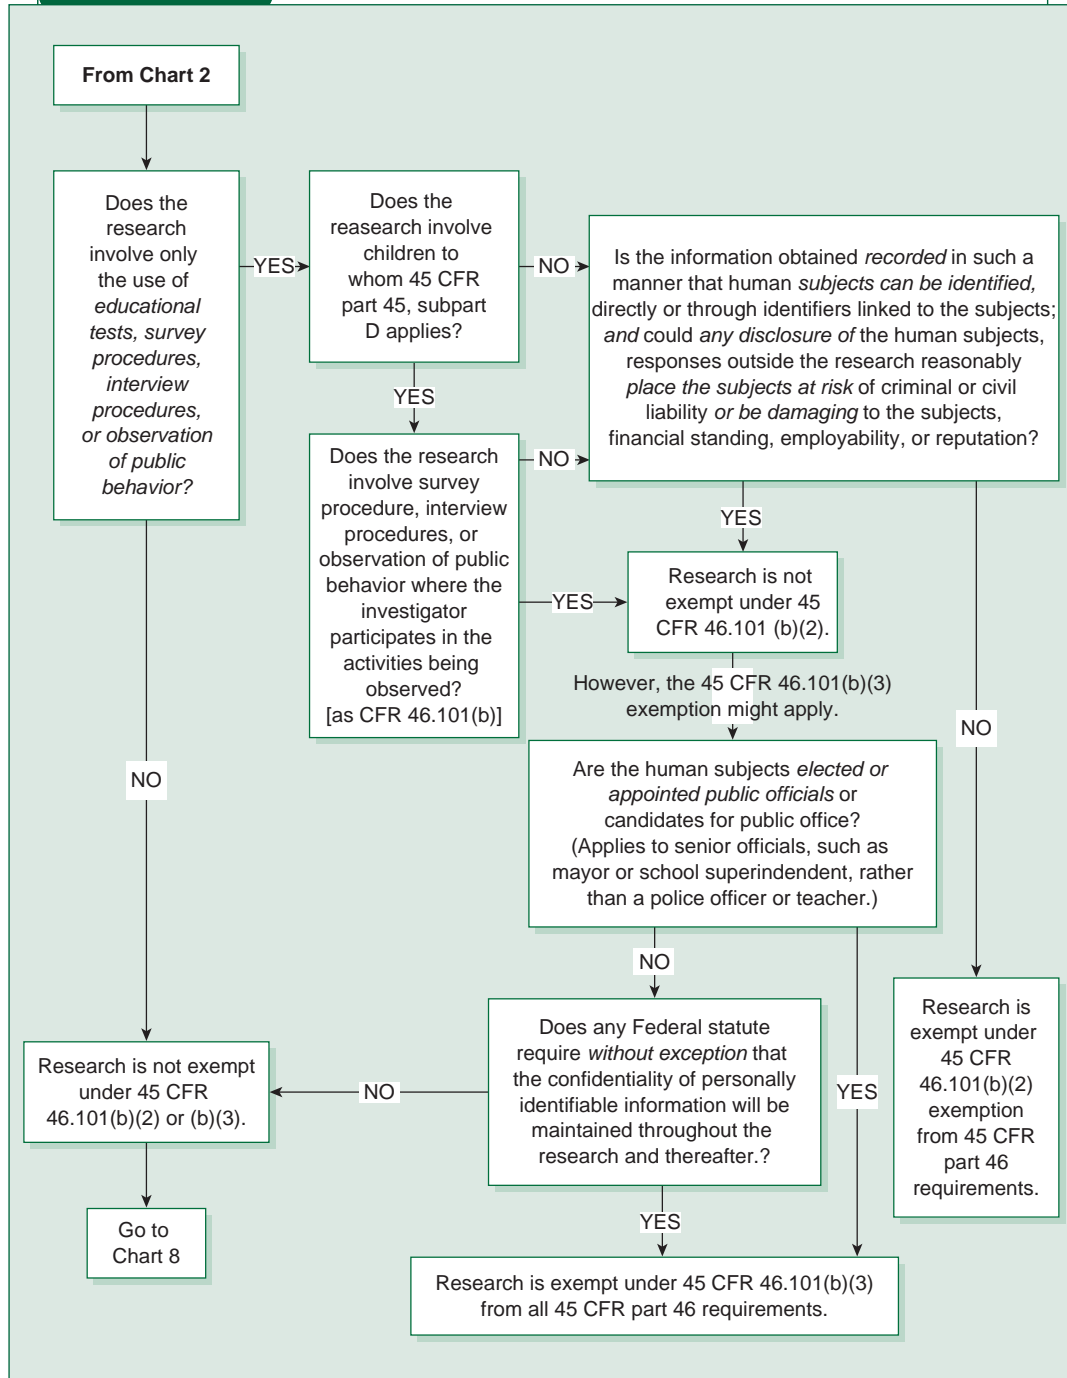 From Chart 2
Does the
research
involve only
the use of
educational
tests, survey
procedures,
interview
procedures,
or observation
of public
behavior?
YES
Does the
reasearch involve
children to
whom 45 CFR
part 45, subpart
D applies?
NO
Is the information obtained recorded in such a
manner that human subjects can be identified,
directly or through identifiers linked to the subjects;
and could any disclosure of the human subjects,
responses outside the research reasonably
place the subjects at risk of criminal or civil
liability or be damaging to the subjects,
financial standing, employability, or reputation?
YES
Does the research
involve survey
procedure, interview
procedures, or
observation of public
behavior where the
investigator
participates in the
activities being
observed?
[as CFR 46.101(b)]
NO
YES
YES
Research is not
exempt under 45
CFR 46.101 (b)(2).
However, the 45 CFR 46.101(b)(3)
exemption might apply.
NO
NO
Are the human subjects elected or
appointed public officials or
candidates for public office?
(Applies to senior officials, such as
mayor or school superindendent, rather
than a police officer or teacher.)
NO
YES
Research is
exempt under
45 CFR
46.101(b)(2)
exemption
from 45 CFR
part 46
requirements.
Does any Federal statute
require without exception that
the confidentiality of personally
identifiable information will be
maintained throughout the
research and thereafter.?
NO
Research is not exempt
under 45 CFR
46.101(b)(2) or (b)(3).
YES
Go to
Chart 8
Research is exempt under 45 CFR 46.101(b)(3)
from all 45 CFR part 46 requirements.